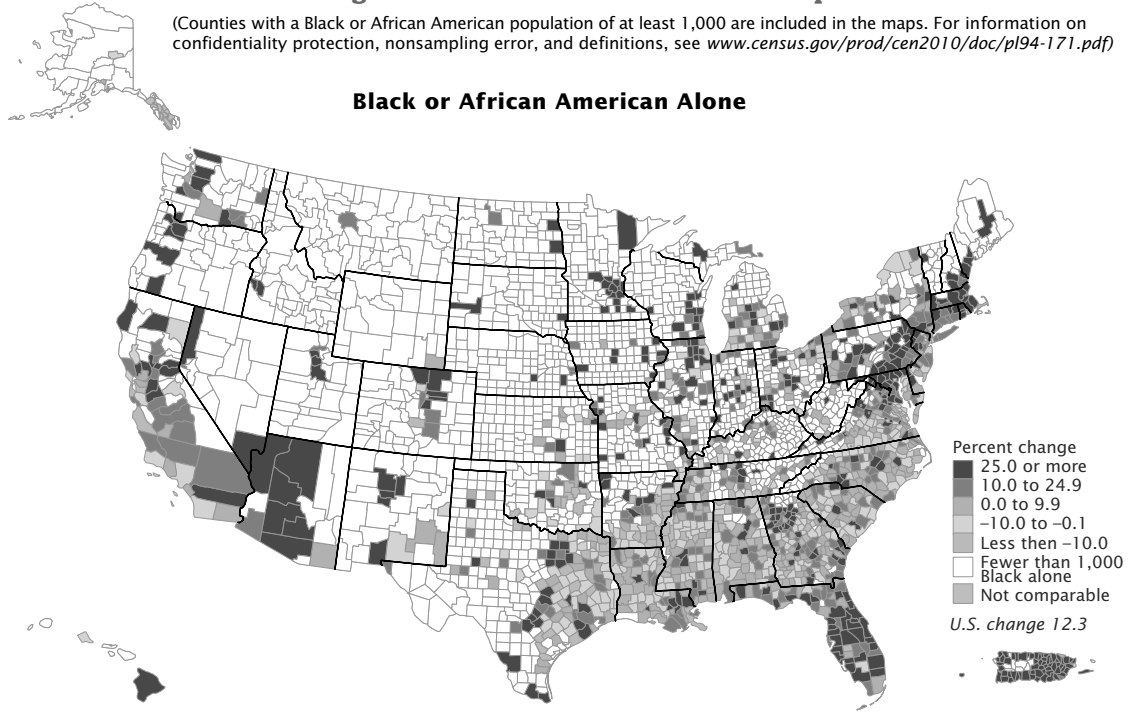 (Counties with a Black or African American population of at least 1,000 are included in the maps. For information on
confidentiality protection, nonsampling error, and definitions, see www.census.gov/prod/cen2010/doc/pl94-171.pdf)
Black or African American Alone
Percent change
25.0 or more
10.0 to 24.9
0.0 to 9.9
–10.0 to –0.1
Less then –10.0
Fewer than 1,000
Black alone
Not comparable
U.S. change 12.3